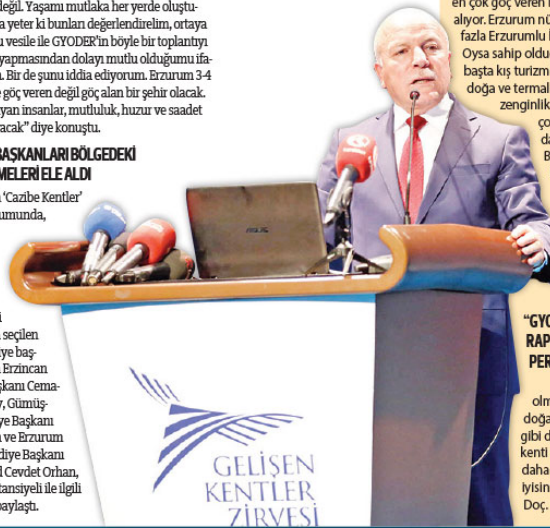 değil. Yaşamı mutlaka her yerde oluştu-
a yeter ki bunları değerlendirelim, ortaya
u vesile ile GYODER'in böyle bir toplantıyı
yapmasından dolayı mutlu olduğumu ifa-
. Bir de şunu iddia ediyorum. Erzurum 3-4
göç veren değil göç alan bir şehir olacak.
yan insanlar, mutluluk, huzur ve saadet
acak” diye konuştu.
BAŞKANLARI BÖLGEDEKİ
MELERİ ELE ALDI
‘Cazibe Kentler’
umunda,
i
seçilen
iye baş-
Erzincan
şkanı Cema-
, Gümüş-
ye Başkanı
ve Erzurum
diye Başkanı
d Cevdet Orhan,
tansiyeli ile ilgili
paylaştı.
ASUS
GELİŞEN
KENTLER
ZİRVESİ
en çok göç veren i
alıyor. Erzurum nü
fazla Erzurumlu İ
Oysa sahip oldu
başta kış turizm
doğa ve termal
zenginlik
ço
da
B
“GYO
RAP
PER
olm
doğa
gibi d
kenti
daha
iyisin
Doç.